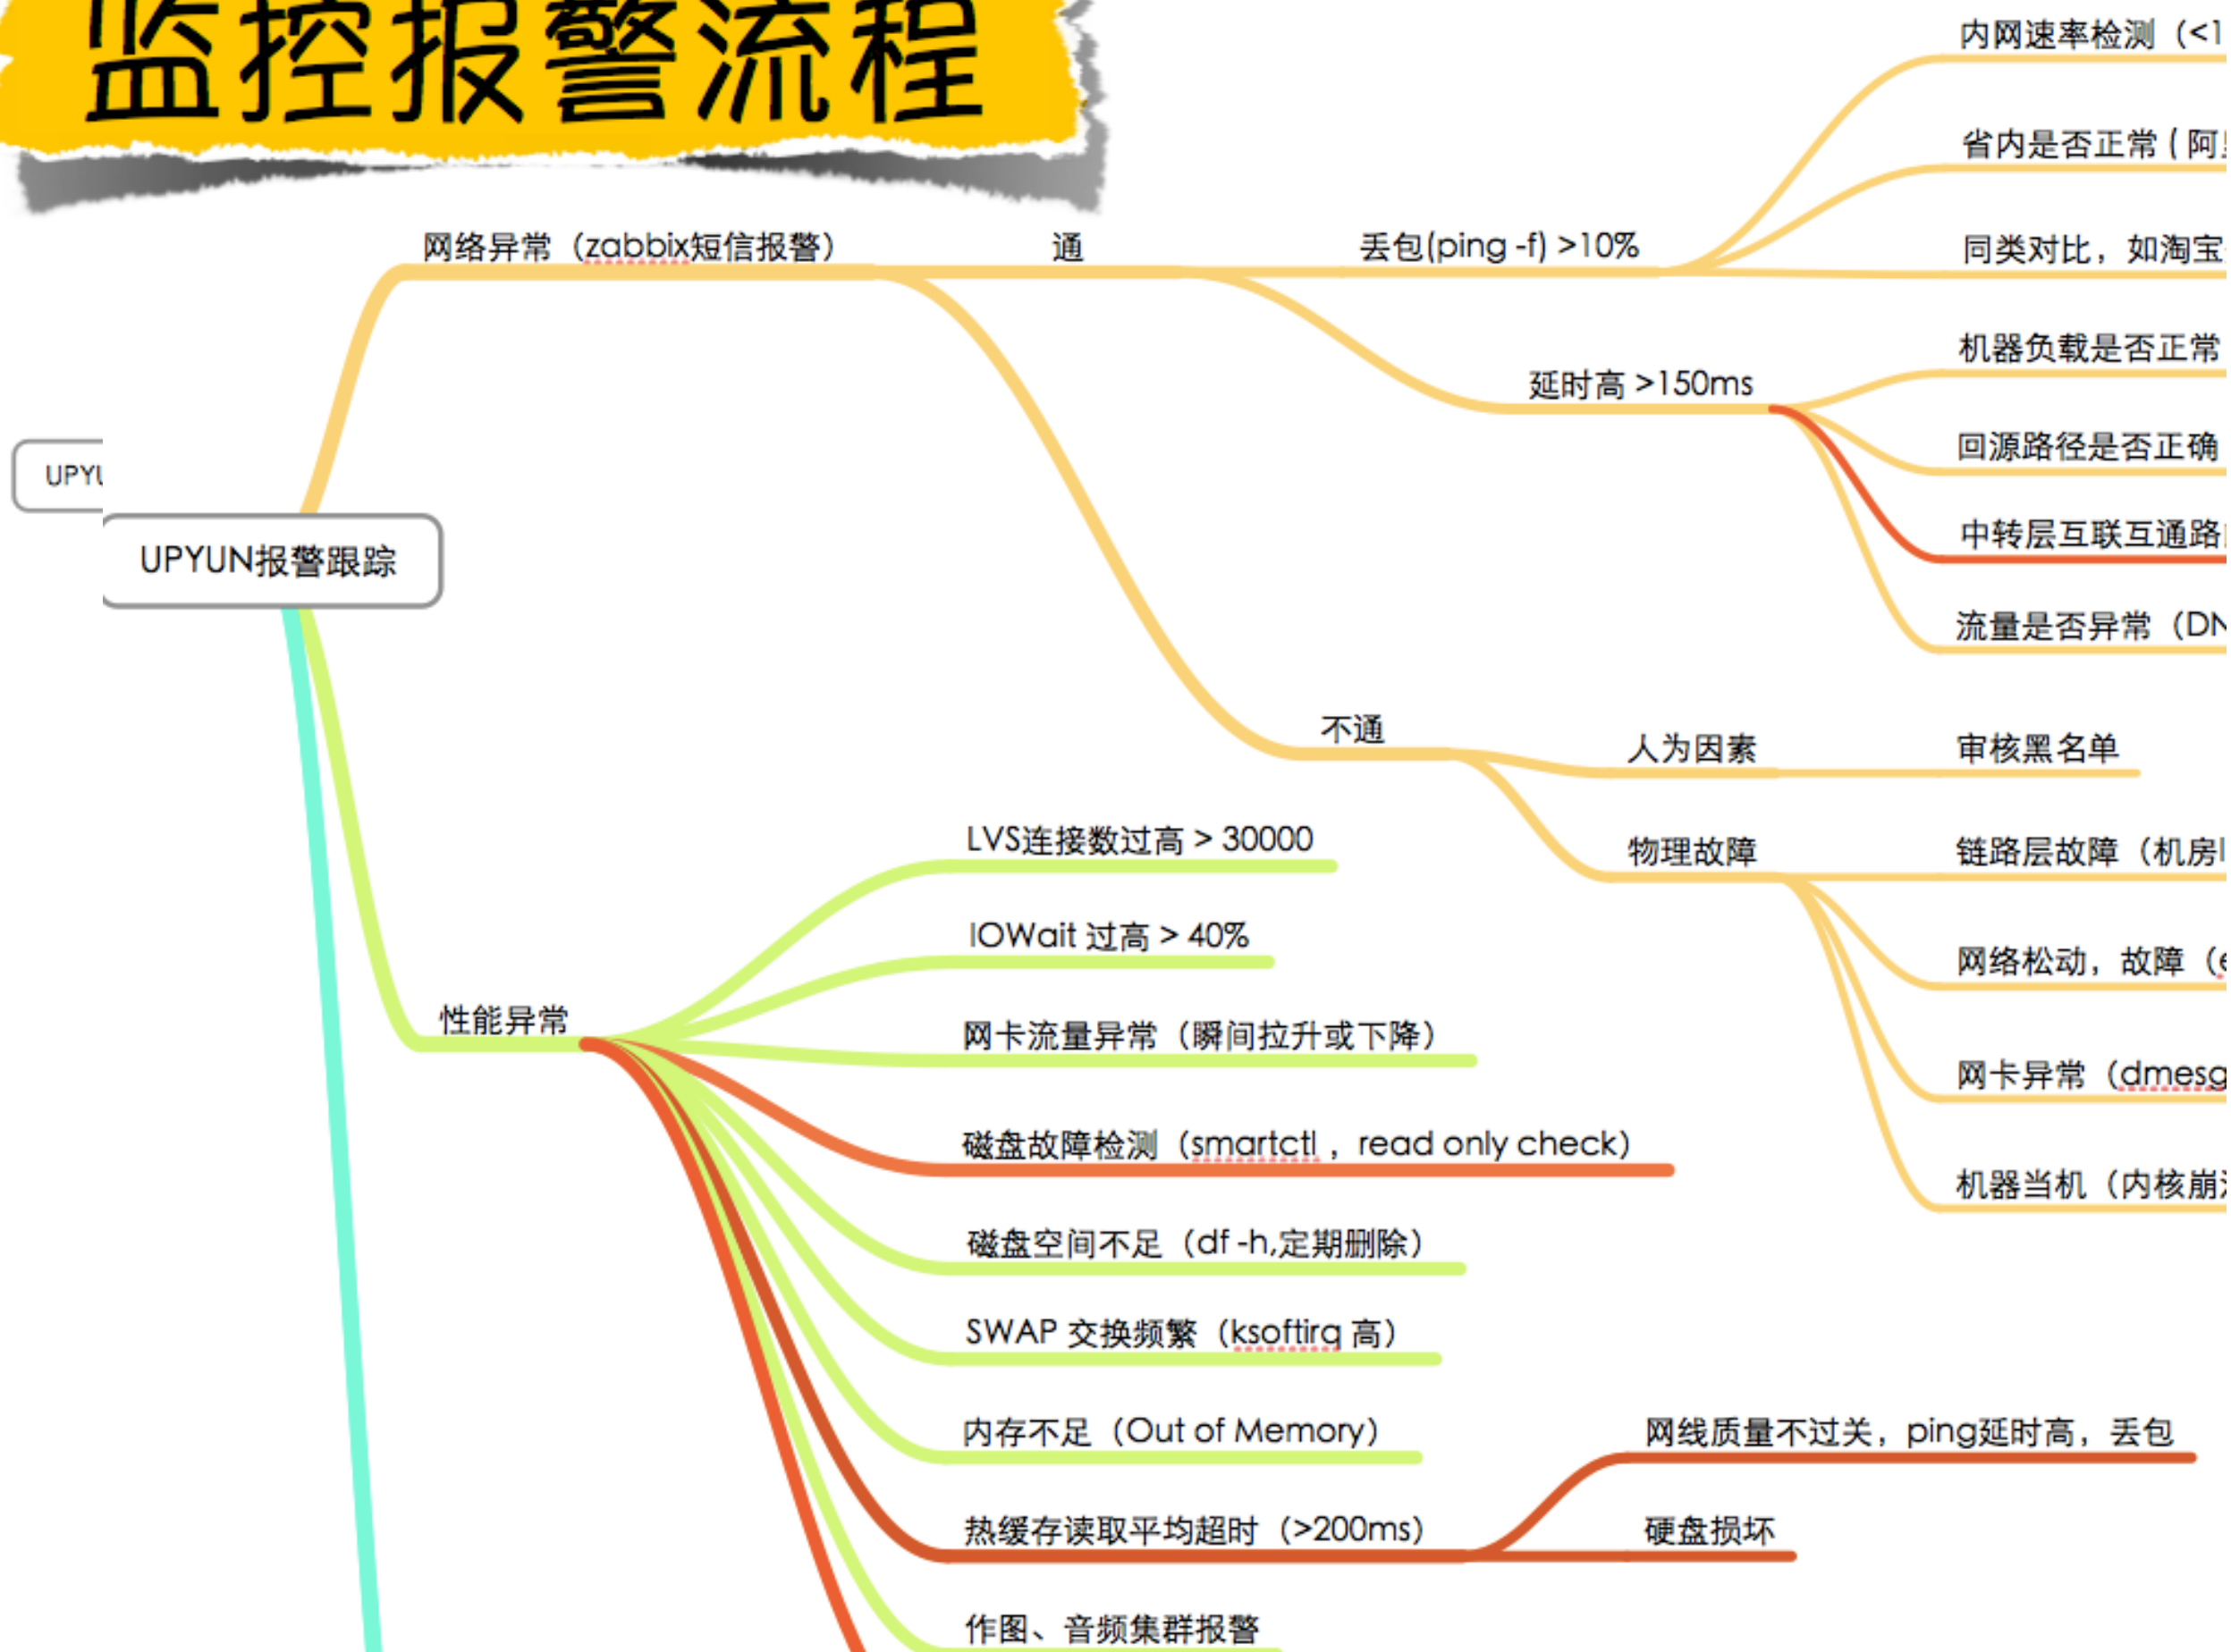 监控报警流程
内网速率检测（<1
省内是否正常 ( 阿
网络异常（zabbix短信报警）
通
丢包(ping -f) >10%
同类对比，如淘宝
延时高 >150ms
机器负载是否正常
回源路径是否正确
中转层互联互通路
流量是否异常（DN
UPYU
UPYUN报警跟踪
不通
人为因素
审核黑名单
物理故障
链路层故障（机房
网络松动，故障（e
网卡异常（dmesg
机器当机（内核崩
性能异常
LVS连接数过高 > 30000
IOWait 过高 > 40%
网卡流量异常（瞬间拉升或下降）
磁盘故障检测（smartctl ，read only check）
磁盘空间不足（df -h,定期删除）
SWAP 交换频繁（ksoftirq 高）
内存不足（Out of Memory）
热缓存读取平均超时（>200ms）
网线质量不过关，ping延时高，丢包
硬盘损坏
作图、音频集群报警